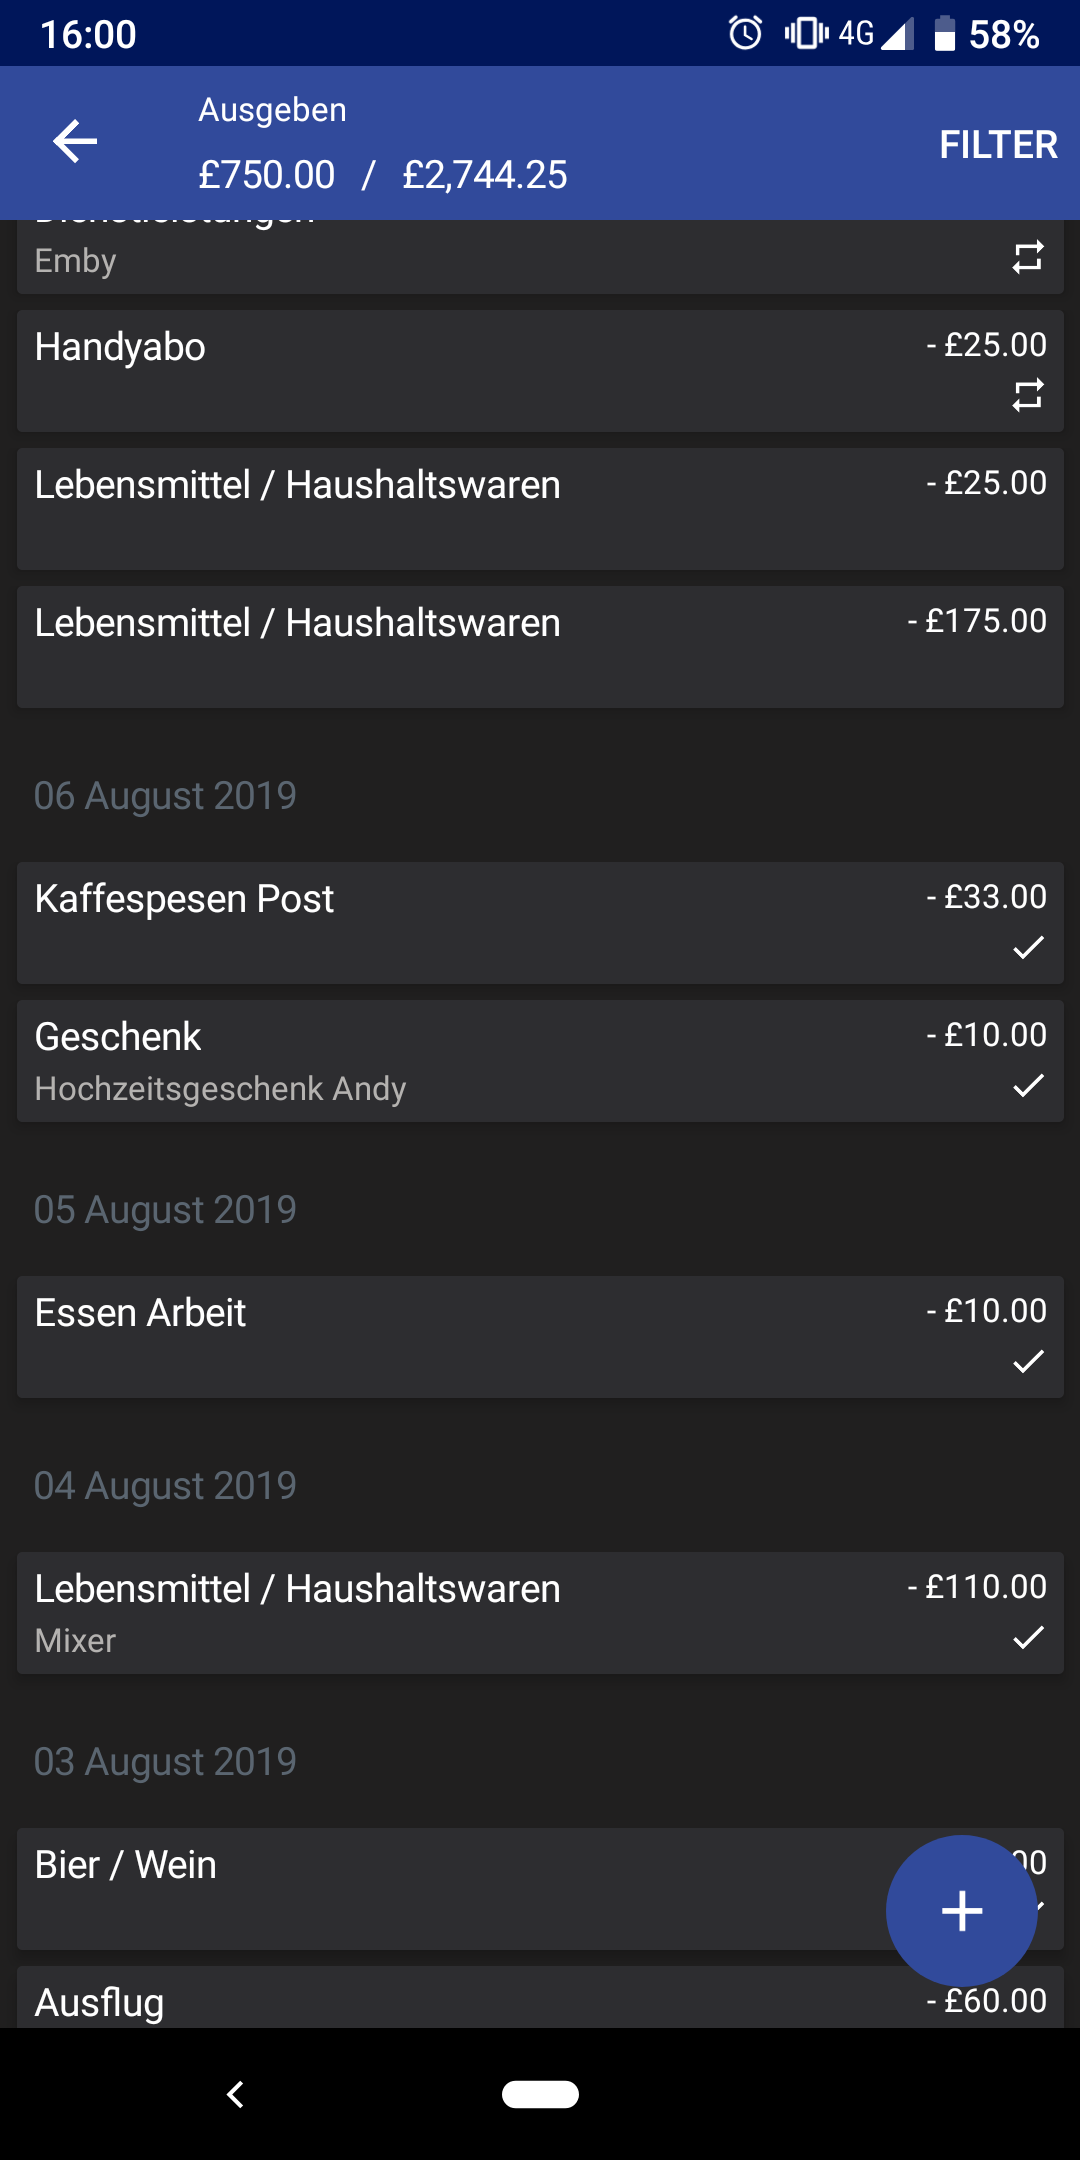 16:00 4G 58%
Ausgeben
£750.00 / £2,744.25
FILTER
Dienstleistungen
Emby
Handyabo - £25.00
Lebensmittel / Haushaltswaren - £25.00
Lebensmittel / Haushaltswaren - £175.00
06 August 2019
Kaffespesen Post - £33.00
Geschenk - £10.00
Hochzeitsgeschenk Andy
05 August 2019
Essen Arbeit - £10.00
04 August 2019
Lebensmittel / Haushaltswaren - £110.00
Mixer
03 August 2019
Bier / Wein
Ausflug - £60.00